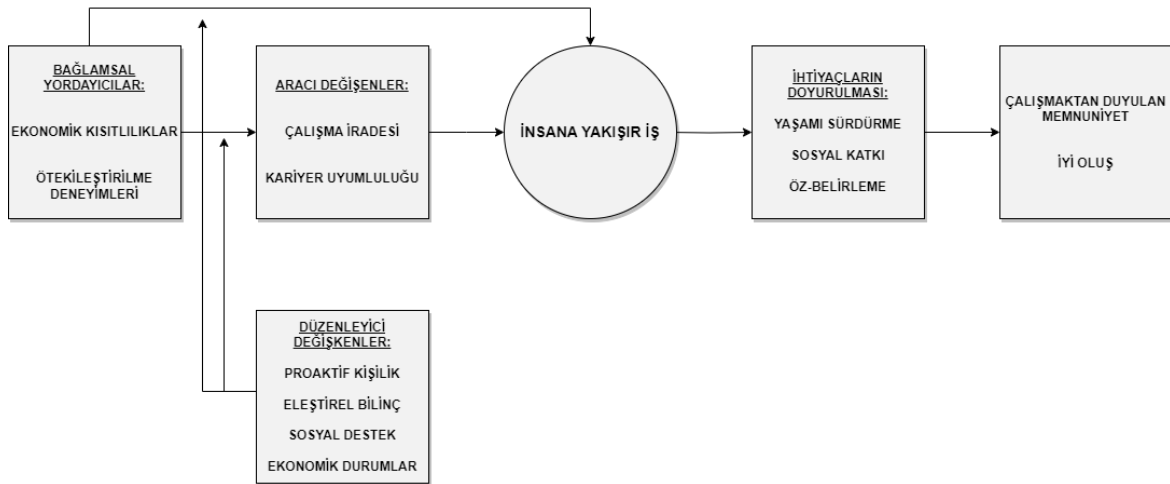 BAĞLAMSAL
YORDAYICILAR:
EKONOMİK KISITLILIKLAR
ÖTEKİLEŞTİRİLME
DENEYİMLERİ
ARACI DEĞİŞENLER:
ÇALIŞMA İRADESİ
KARİYER UYUMLULUĞU
İNSANA YAKIŞIR İŞ
İHTİYAÇLARIN
DOYURULMASI:
YAŞAMI SÜRDÜRME
SOSYAL KATKI
ÖZ-BELİRLEME
ÇALIŞMAKTAN DUYULAN
MEMNUNİYET
İYİ OLUŞ
DÜZENLEYİCİ
DEĞİŞKENLER:
PROAKTİF KİŞİLİK
ELEŞTİREL BİLİNÇ
SOSYAL DESTEK
EKONOMİK DURUMLAR